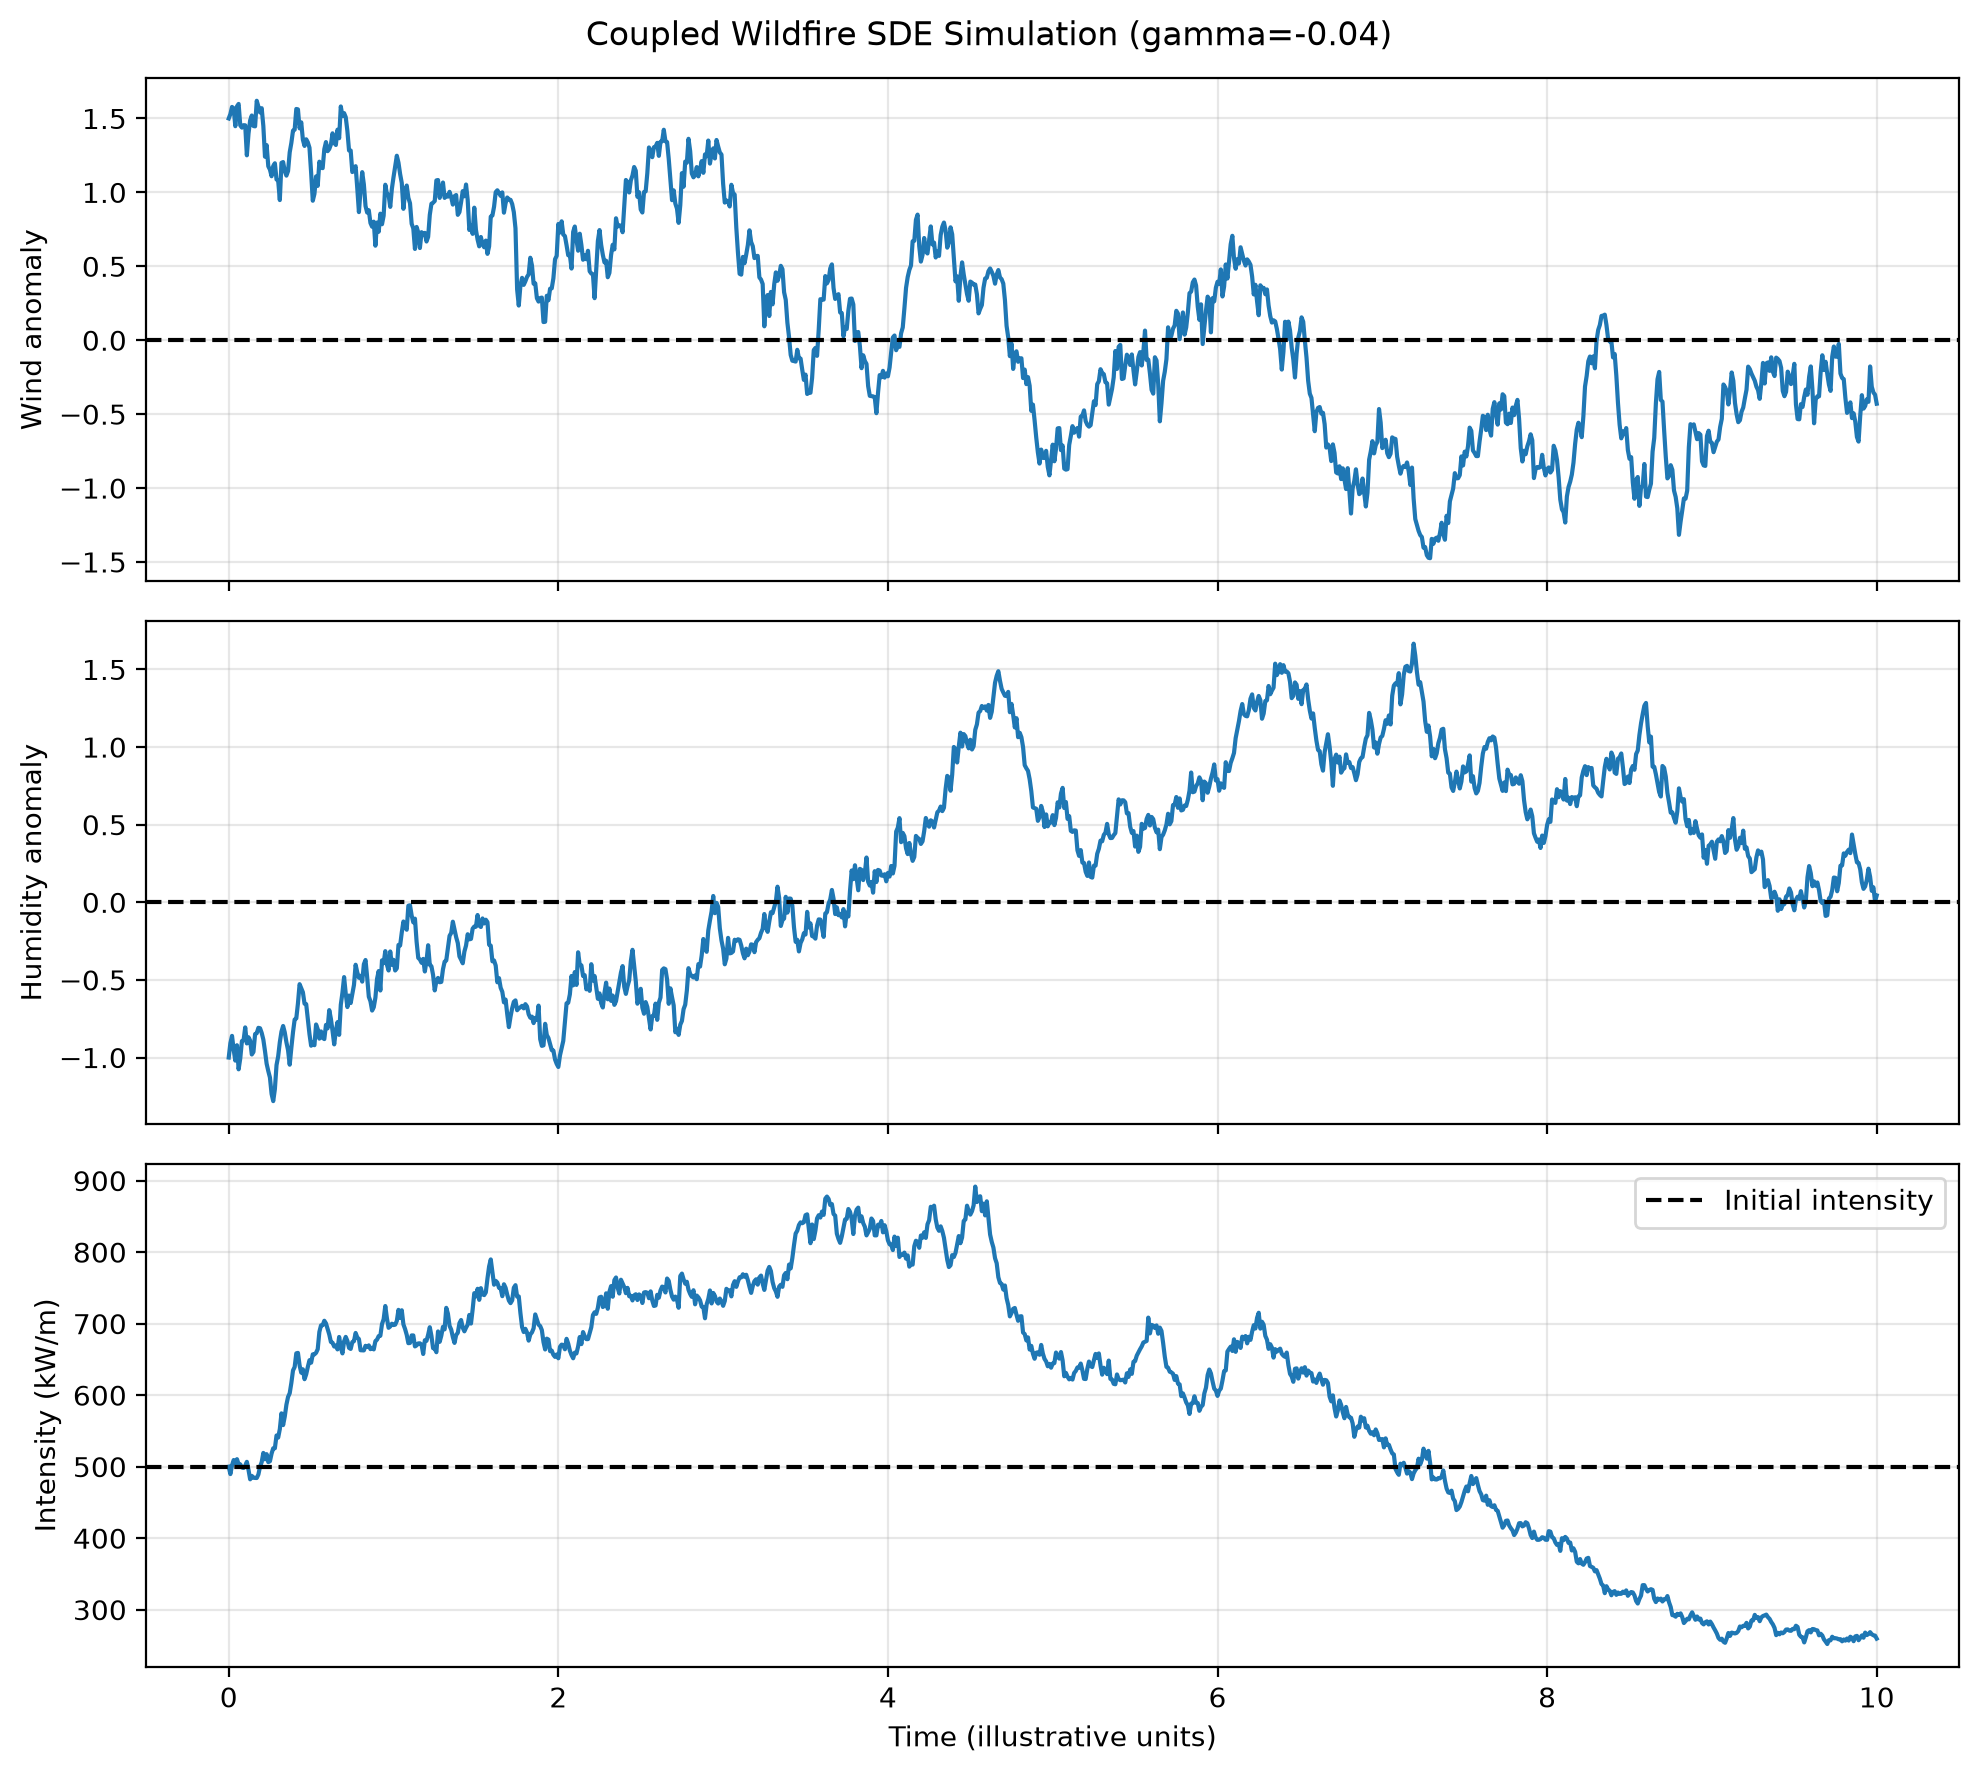 Coupled Wildfire SDE Simulation (gamma=-0.04)
1.5
1.0
0.5
0.0
−0.5
−1.0
−1.5
Wind anomaly
1.5
1.0
0.5
0.0
−0.5
−1.0
Humidity anomaly
900
800
700
600
500
400
300
Intensity (kW/m)
Initial intensity
0 2 4 6 8 10
Time (illustrative units)